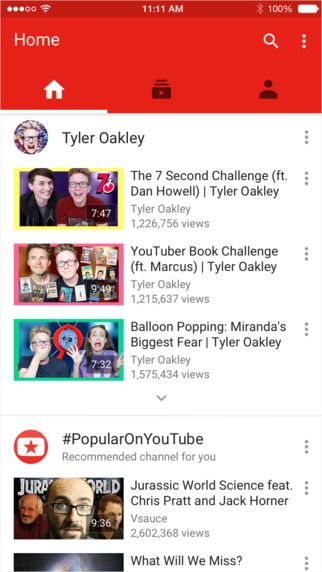 11:11 AM
100%
Home
Tyler Oakley
7
7:47
The 7 Second Challenge (ft.
Dan Howell) | Tyler Oakley
Tyler Oakley
1,226,756 views
9:49
YouTuber Book Challenge
(ft. Marcus) | Tyler Oakley
Tyler Oakley
1,215,637 views
7:32
Balloon Popping: Miranda's
Biggest Fear | Tyler Oakley
Tyler Oakley
1,575,434 views
#PopularOnYouTube
Recommended channel for you
JURASSIC WORLD
9:36
Jurassic World Science feat.
Chris Pratt and Jack Horner
Vsauce
2,602,368 views
What Will We Miss?